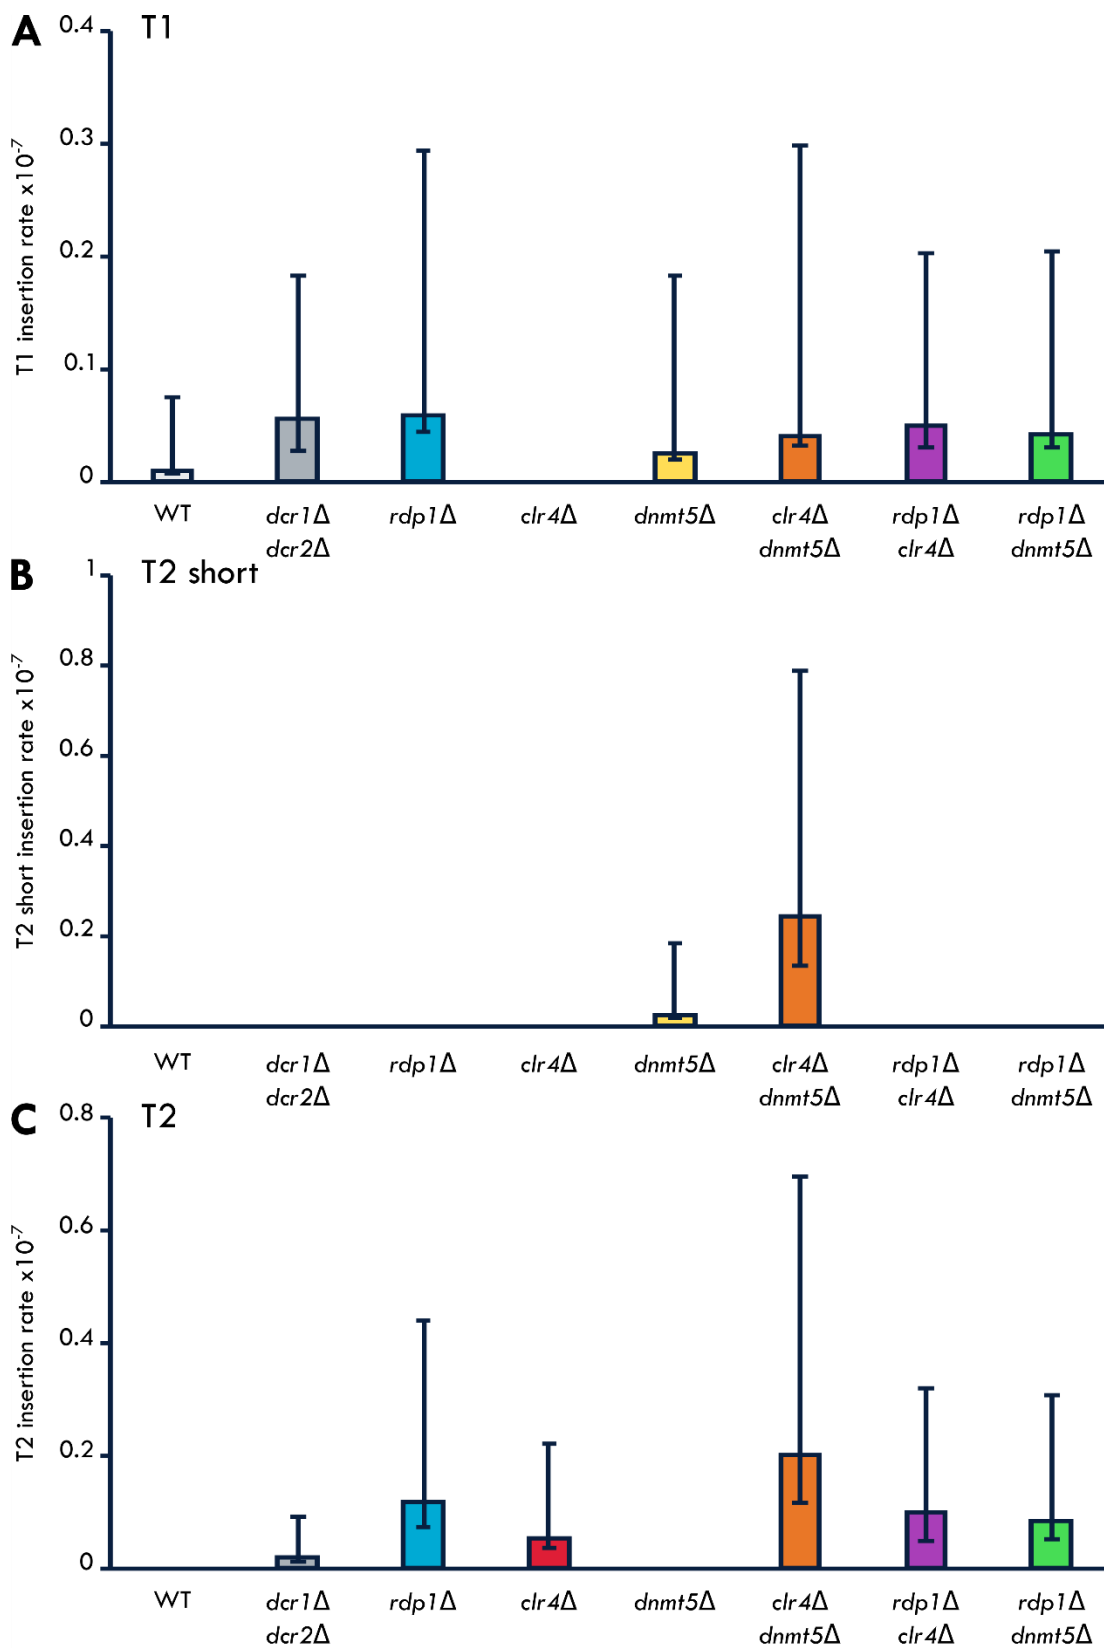 A T1
0.4
0.3
0.2
0.1
0
T1 insertion rate x10⁻⁷
WT dcr1Δ rdp1Δ clr4Δ dnmt5Δ clr4Δ rdp1Δ rdp1Δ
dcr2Δ dnmt5Δ clr4Δ dnmt5Δ
B T2 short
1
0.8
0.6
0.4
0.2
0
T2 short insertion rate x10⁻⁷
WT dcr1Δ rdp1Δ clr4Δ dnmt5Δ clr4Δ rdp1Δ rdp1Δ
dcr2Δ dnmt5Δ clr4Δ dnmt5Δ
C T2
0.8
0.6
0.4
0.2
0
T2 insertion rate x10⁻⁷
WT dcr1Δ rdp1Δ clr4Δ dnmt5Δ clr4Δ rdp1Δ rdp1Δ
dcr2Δ dnmt5Δ clr4Δ dnmt5Δ